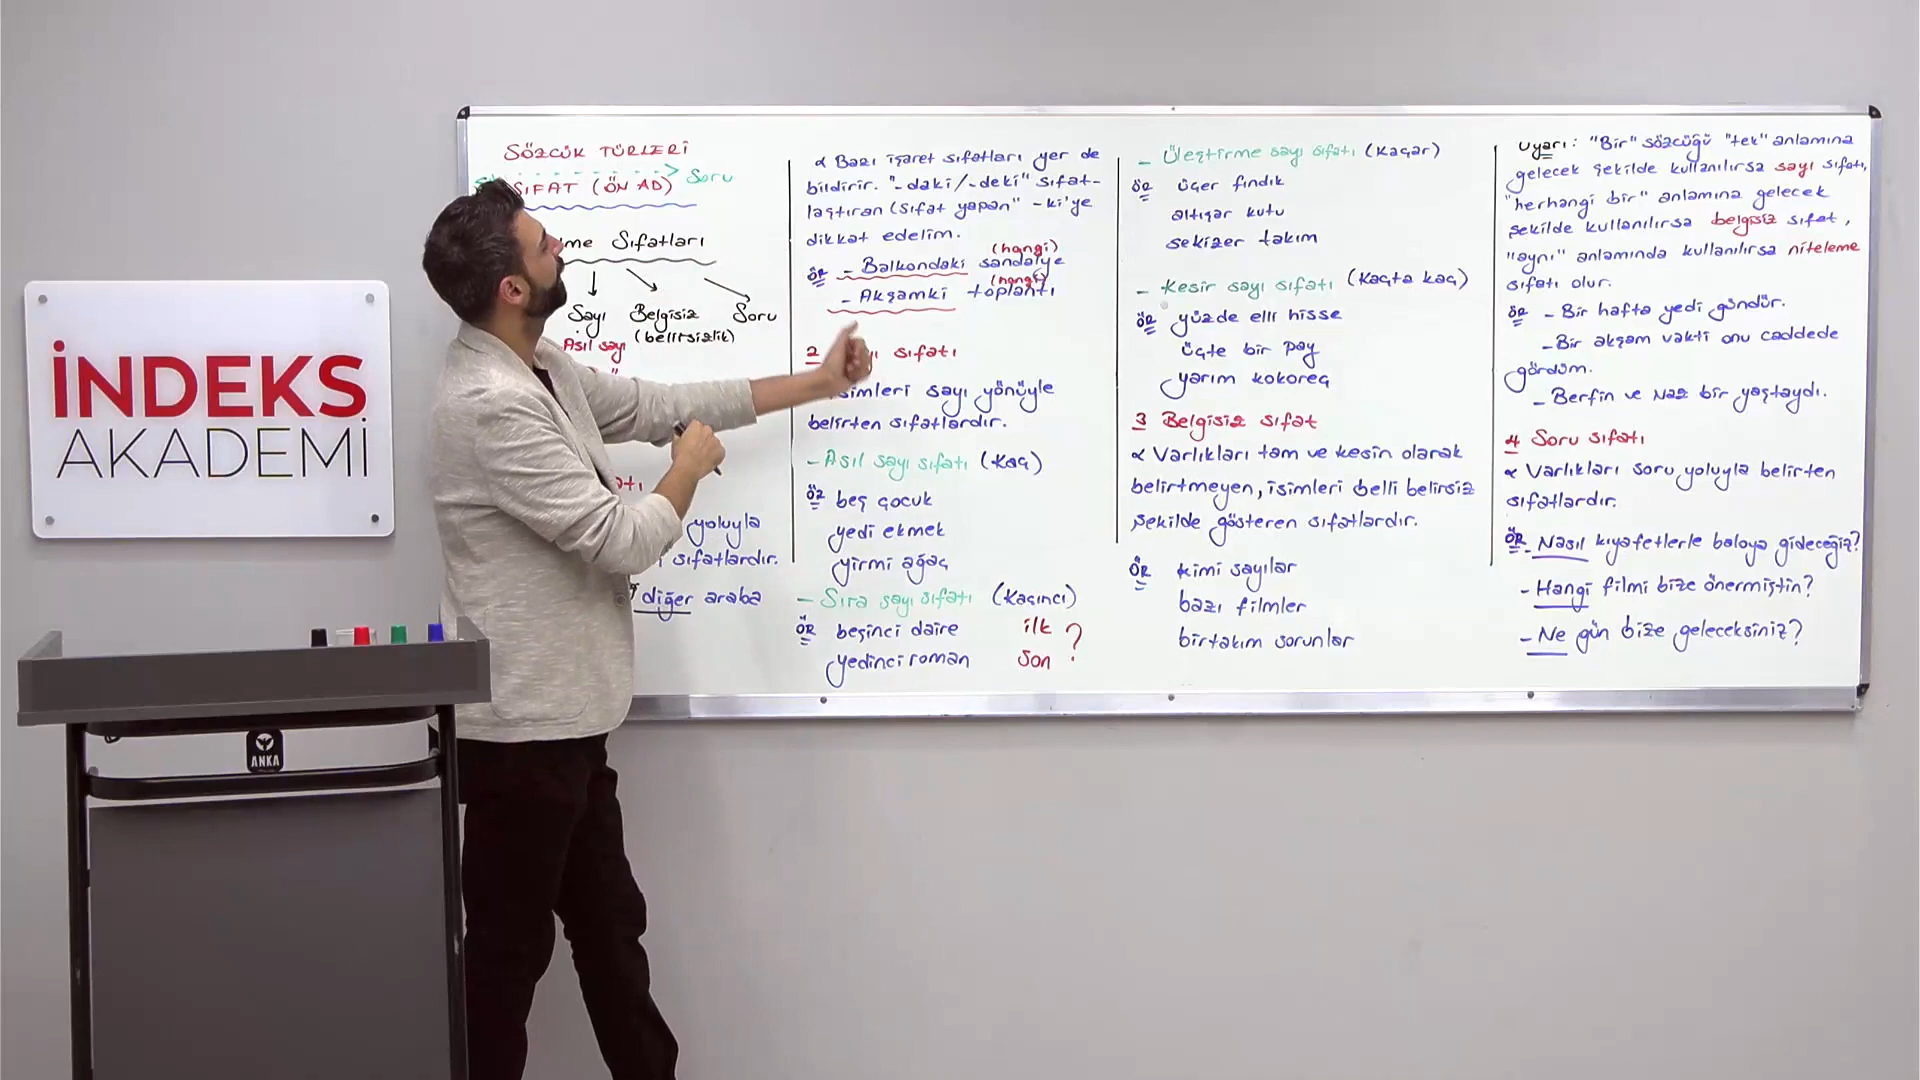 İNDEKS
AKADEMİ
ANKA
SÖZCÜK TÜRLERİ
SIFAT (ÖN AD)
Soru
Sıfatları
Sayı
Belgisiz
Soru
(belirsizlik)
Asıl sayı
yoluyla
sıfatlardır.
diğer araba
α Bazı işaret sıfatları yer de
bildirir. "-daki/-deki" sıfat-
laştıran (sıfat yapan" -ki'ye
dikkat edelim.
(hangi)
ÖR - Balkondaki sandalye
(hangi)
- Akşamki toplantı
2 sıfatı
isimleri sayı yönüyle
belirten sıfatlardır.
- Asıl sayı sıfatı (Kaç)
ÖR beş çocuk
yedi ekmek
yirmi ağaç
- Sıra sayı sıfatı (Kaçıncı)
ÖR beşinci daire ilk ?
yedinci roman son
- Üleştirme sayı sıfatı (Kaçar)
ÖR üçer fındık
altışar kutu
sekizer takım
- Kesir sayı sıfatı (Kaçta kaç)
ÖR yüzde elli hisse
üçte bir pay
yarım kokoreç
3 Belgisiz sıfat
α Varlıkları tam ve kesin olarak
belirtmeyen, isimleri belli belirsiz
şekilde gösteren sıfatlardır.
ÖR kimi sayılar
bazı filmler
birtakım sorunlar
Uyarı: "Bir" sözcüğü "tek" anlamına
gelecek şekilde kullanılırsa sayı sıfatı,
"herhangi bir" anlamına gelecek
şekilde kullanılırsa belgisiz sıfat,
"aynı" anlamında kullanılırsa niteleme
sıfatı olur.
ÖR - Bir hafta yedi gündür.
- Bir akşam vakti onu caddede
gördüm.
- Berfin ve Naz bir yaştaydı.
4 Soru sıfatı
α Varlıkları soru yoluyla belirten
sıfatlardır.
ÖR - Nasıl kıyafetlerle baloya gideceğiz?
- Hangi filmi bize önermiştin?
- Ne gün bize geleceksiniz?